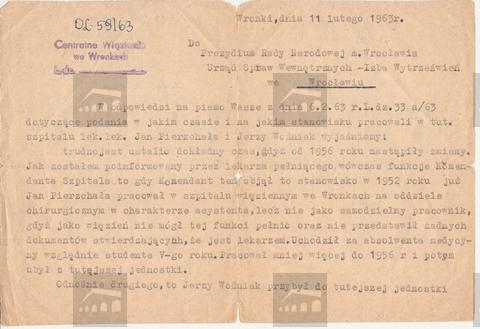 OL 59/63
Wronki, dnia 11 lutego 1963r.
Centralne Więzienie
we Wronkach
Do
Prezydium Rady Narodowej m. Wrocławia
Urząd Spraw Wewnętrznych -Izba Wytrzeźwień
we Wrocławiu
W odpowiedzi na pismo Wasze z dnia 6.2.63 r. L.dz.33 a/63
dotyczące podania w jakim czasie i na jakim stanowisku pracowali w tut.
szpitalu lek.lek. Jan Pierzchała i Jerzy Woźniak wyjaśniamy:
trudno jest ustalić dokładny czas, gdyż od 1956 roku nastąpiły zmiany.
Jak zostałem poinformowany przez lekarza pełniącego wówczas funkcje Komen-
danta Szpitala to gdy Komendant ten objął to stanowisko w 1952 roku już
Jan Pierzchała pracował w szpitalu więziennym we Wronkach na oddziele
chirurgicznym w charakterze asystenta, lecz nie jako samodzielny pracownik,
gdyż jako więzień nie mógł tej funkcji pełnić oraz nie przedstawił żadnych
dokumentów stwierdzających, że jest lekarzem. Uchodził za absolwenta medycy-
ny względnie studenta V-go roku. Pracował mniej więcej do 1956 r i potym
ubył z tutejszej jednostki.
Odnośnie drugiego, to Jerzy Woźniak przybył do tutejszej jednostki